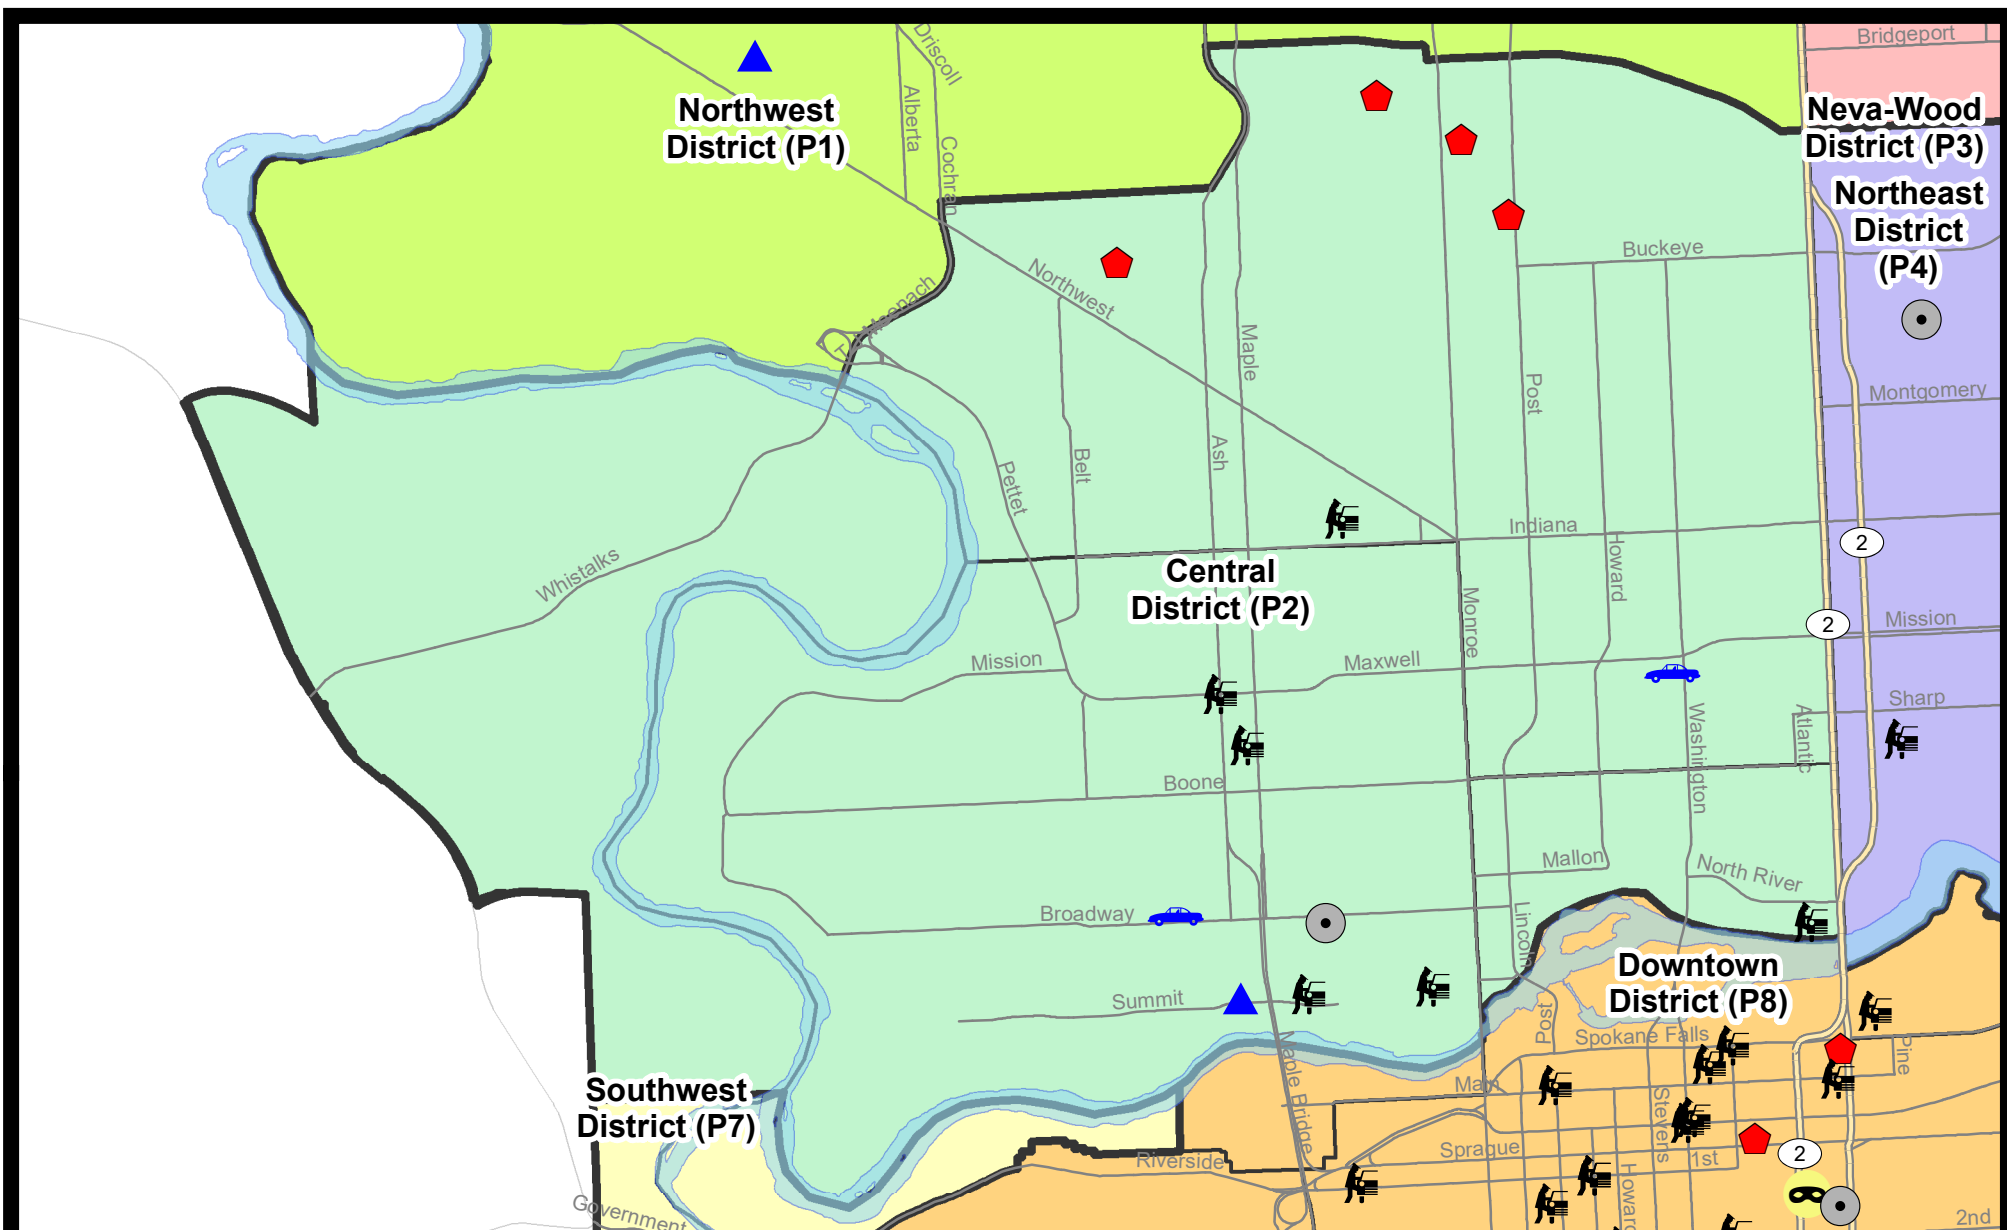 Bridgeport
Driscoll
Northwest
District (P1)
Alberta
Cochran
Neva-Wood
District (P3)
Northeast
District
(P4)
Buckeye
Northwest
Maple
Post
Montgomery
Ash
Belt
Pettet
Indiana
2
Whistalks
Howard
Central
District (P2)
Monroe
2
Mission
Mission
Maxwell
Sharp
Washington
Atlantic
Boone
Mallon
North River
Broadway
Lincoln
Downtown
District (P8)
Summit
Post
Spokane Falls
Maple Bridge
Pine
Main
Southwest
District (P7)
Stevens
Sprague
1st
2
Riverside
Howard
Government
2nd